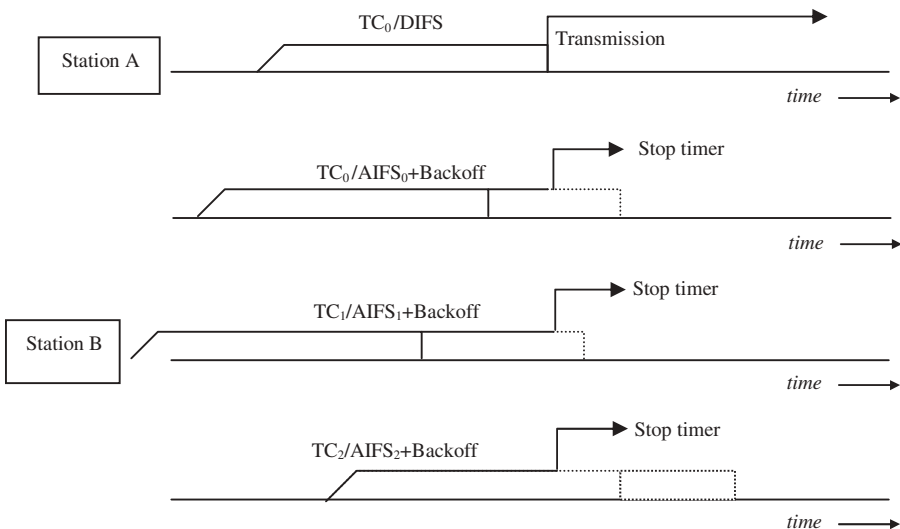 TC₀/DIFS
Transmission
Station A
time
Stop timer
TC₀/AIFS₀+Backoff
time
Stop timer
TC₁/AIFS₁+Backoff
Station B
time
Stop timer
TC₂/AIFS₂+Backoff
time